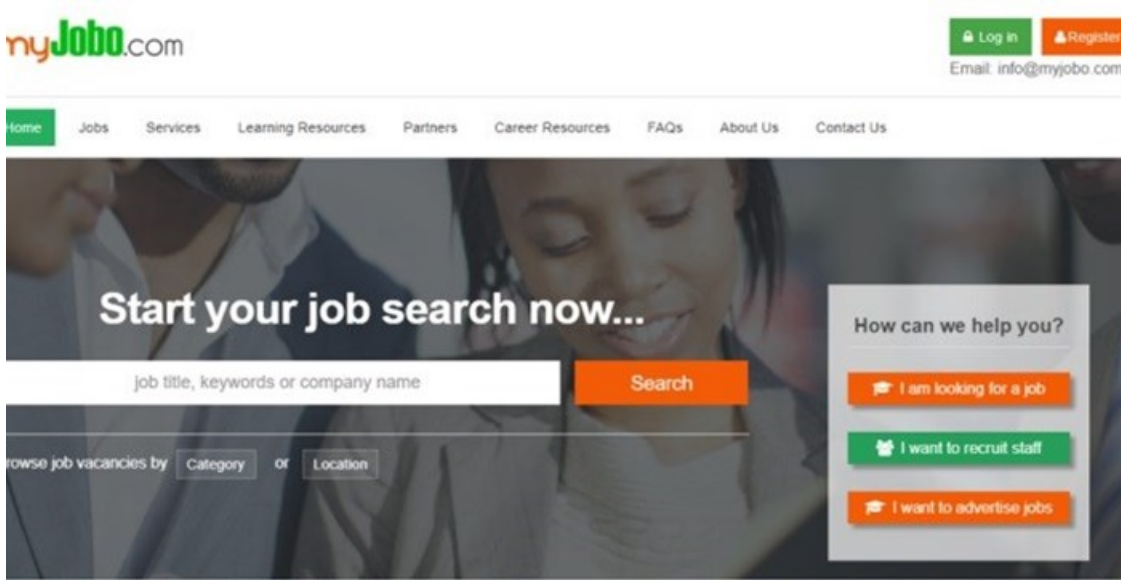 myJobo.com
Log in Register
Email: info@myjobo.com
Home Jobs Services Learning Resources Partners Career Resources FAQs About Us Contact Us
Start your job search now...
How can we help you?
job title, keywords or company name Search
I am looking for a job
I want to recruit staff
rowse job vacancies by Category or Location
I want to advertise jobs